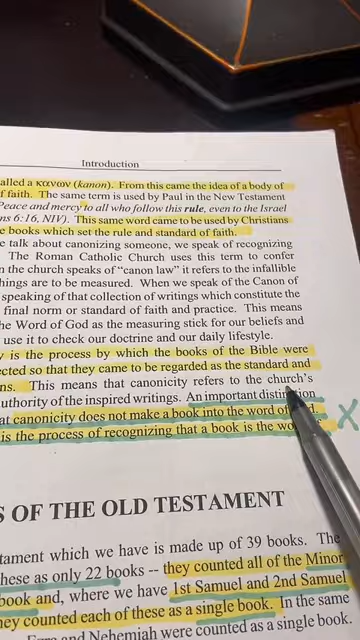 Introduction
alled a κανων (kanon). From this came the idea of a body of
f faith. The same term is used by Paul in the New Testament
Peace and mercy to all who follow this rule, even to the Israel
ns 6:16, NIV). This same word came to be used by Christians
e books which set the rule and standard of faith.
e talk about canonizing someone, we speak of recognizing
The Roman Catholic Church uses this term to confer
n the church speaks of "canon law" it refers to the infallible
hings are to be measured. When we speak of the Canon of
speaking of that collection of writings which constitute the
final norm or standard of faith and practice. This means
he Word of God as the measuring stick for our beliefs and
use it to check our doctrine and our daily lifestyle.
y is the process by which the books of the Bible were
ected so that they came to be regarded as the standard and
ns. This means that canonicity refers to the church's
uthority of the inspired writings. An important distinction
at canonicity does not make a book into the word of
is the process of recognizing that a book is the
S OF THE OLD TESTAMENT
tament which we have is made up of 39 books. The
hese as only 22 books -- they counted all of the Minor
book and, where we have 1st Samuel and 2nd Samuel
hey counted each of these as a single book. In the same
Ezra and Nehemiah were counted as a single book.